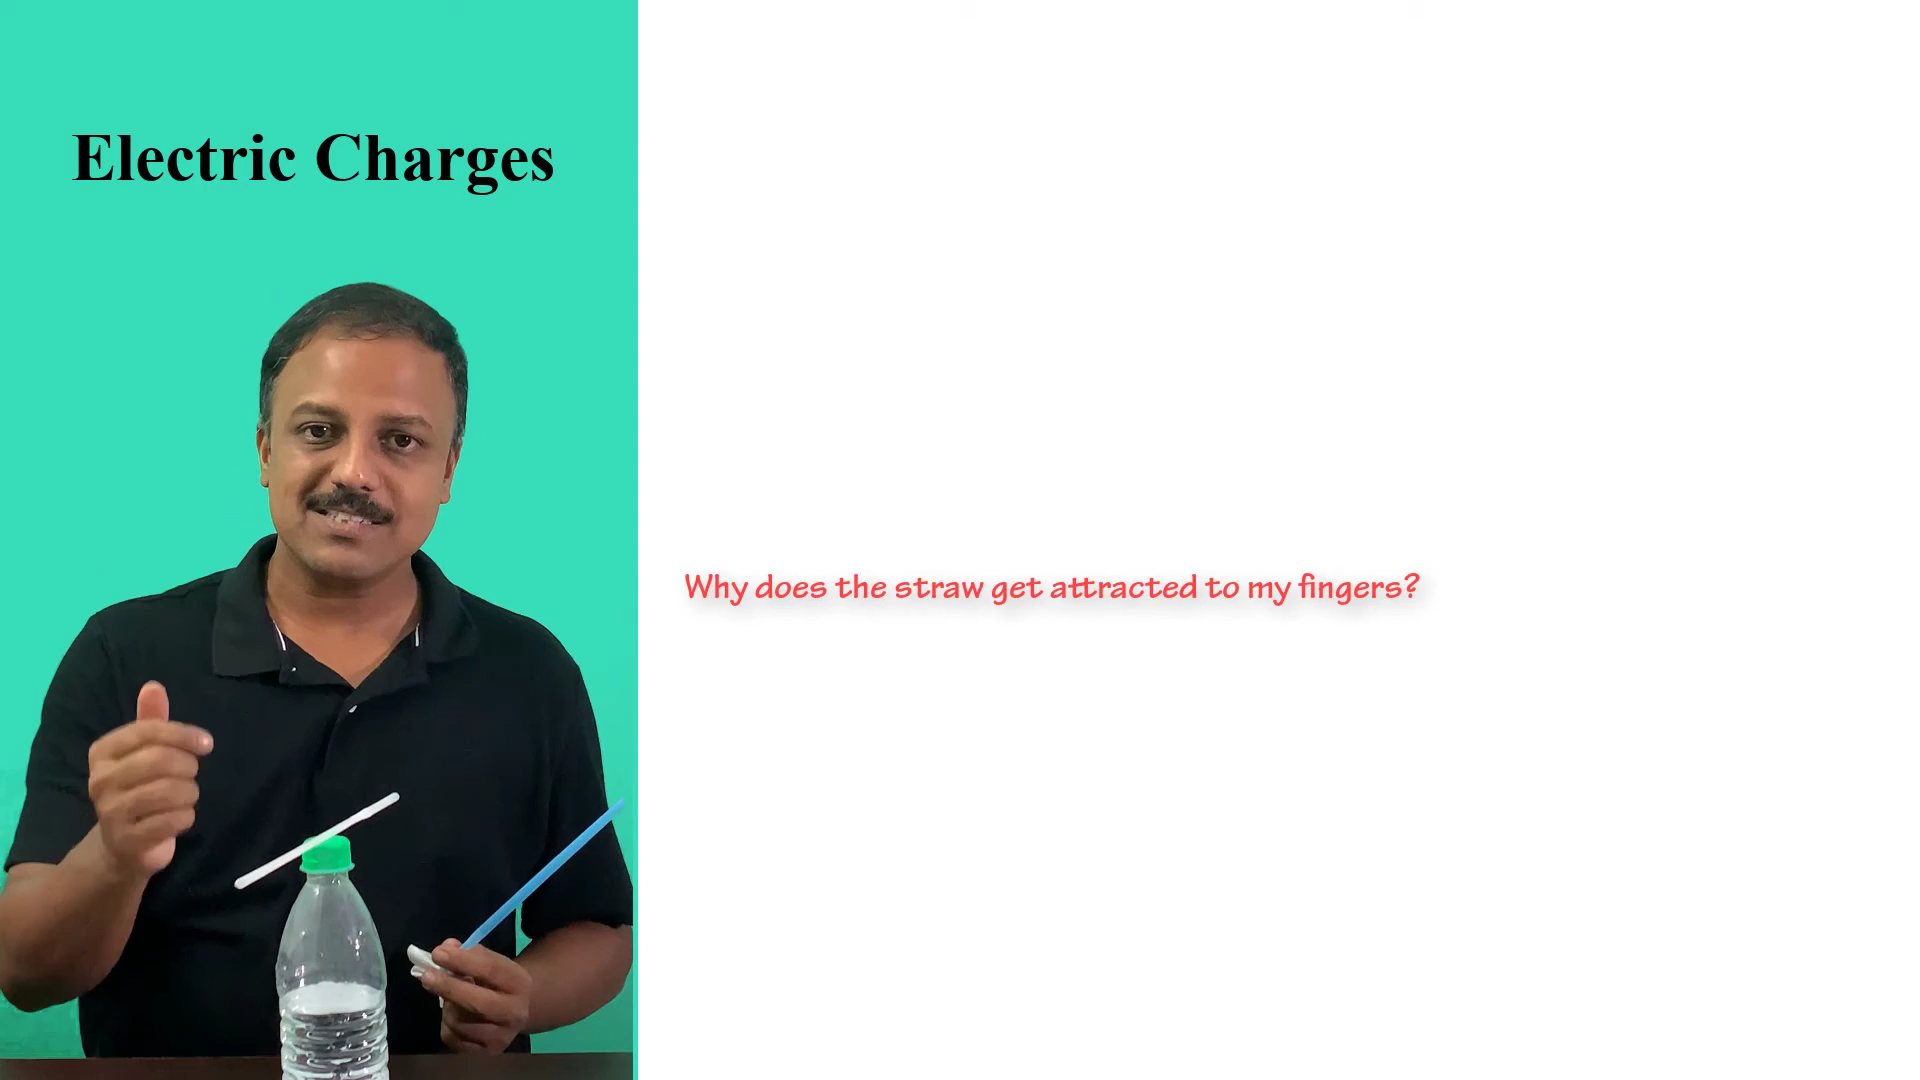 Electric Charges
Why does the straw get attracted to my fingers?